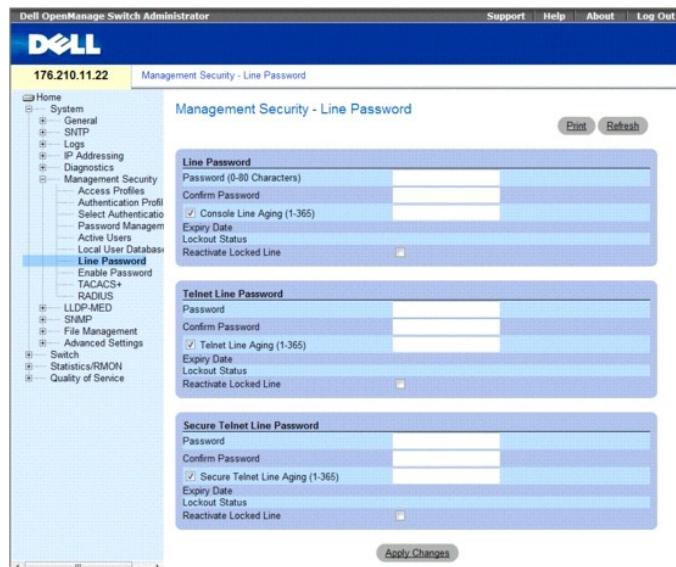 Dell OpenManage Switch Administrator
Support Help About Log Out
DELL
176.210.11.22
Management Security - Line Password
Home
System
General
SNTP
Logs
IP Addressing
Diagnostics
Management Security
Access Profiles
Authentication Profil
Select Authenticatio
Password Managem
Active Users
Local User Database
Line Password
Enable Password
TACACS+
RADIUS
LLDP-MED
SNMP
File Management
Advanced Settings
Switch
Statistics/RMON
Quality of Service
Management Security - Line Password
Print Refresh
Line Password
Password (0-80 Characters)
Confirm Password
Console Line Aging (1-365)
Expiry Date
Lockout Status
Reactivate Locked Line
Telnet Line Password
Password
Confirm Password
Telnet Line Aging (1-365)
Expiry Date
Lockout Status
Reactivate Locked Line
Secure Telnet Line Password
Password
Confirm Password
Secure Telnet Line Aging (1-365)
Expiry Date
Lockout Status
Reactivate Locked Line
Apply Changes